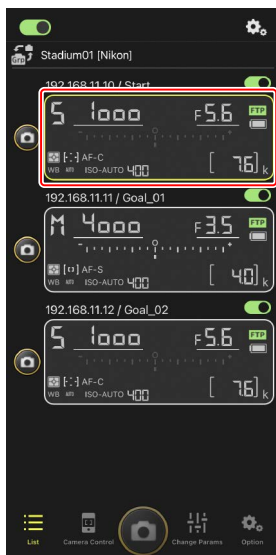 Grp Stadium01 [Nikon]
192.168.11.10 / Start
S 1000 F5.6 FTP
[ ] AF-C
WB ISO-AUTO 400 [ 7.6] k
192.168.11.11 / Goal_01
M 4000 F3.5 FTP
[ ] AF-S
WB ISO-AUTO 400 [ 4.0] k
192.168.11.12 / Goal_02
S 1000 F5.6 FTP
[ ] AF-C
WB ISO-AUTO 400 [ 7.6] k
List Camera Control Change Params Option